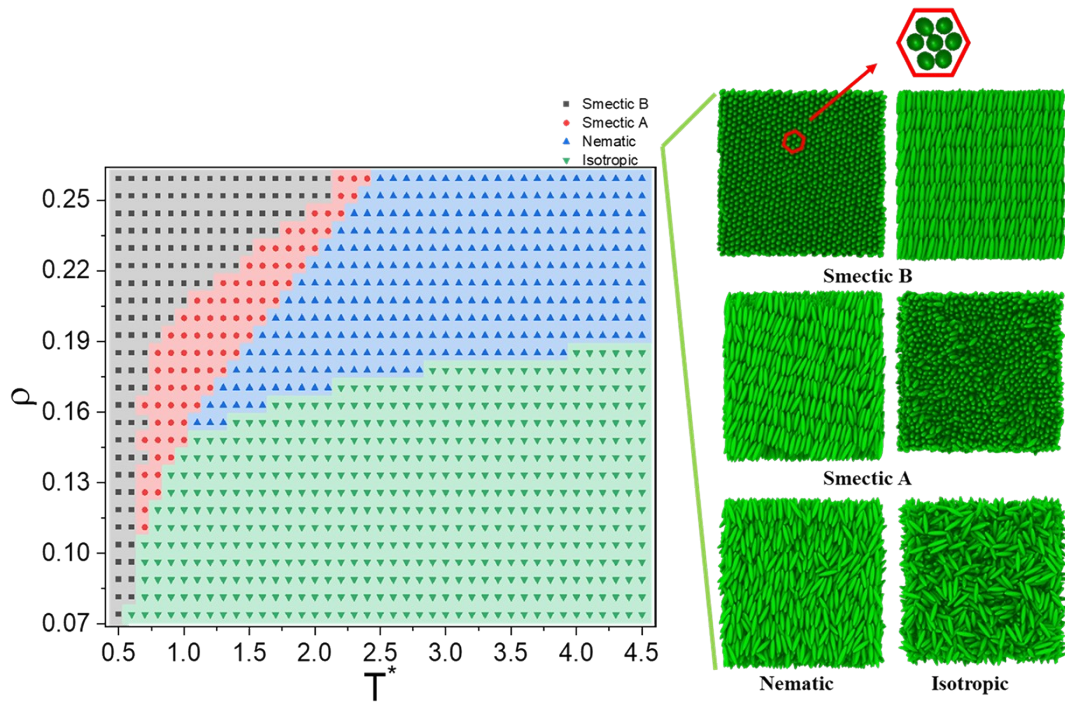 Smectic B
Smectic A
Nematic
Isotropic
0.25
0.22
0.19
0.16
0.13
0.10
0.07
ρ
0.5 1.0 1.5 2.0 2.5 3.0 3.5 4.0 4.5
T*
Smectic B
Smectic A
Nematic Isotropic